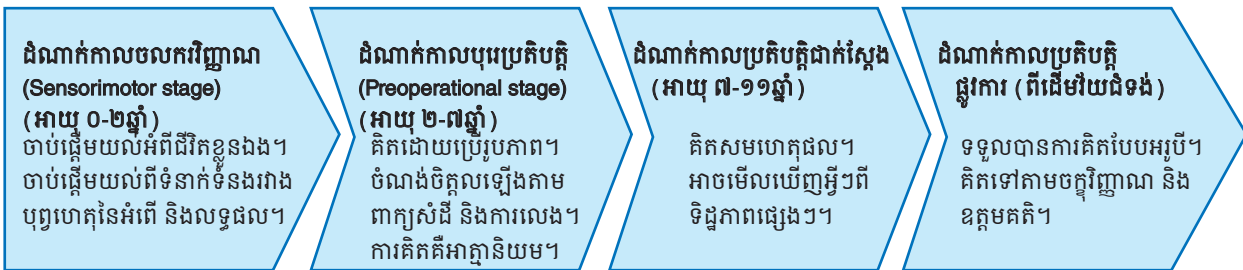 ដំណាក់កាលចលករវិញ្ញាណ
(Sensorimotor stage)
(អាយុ ០-២ឆ្នាំ)
ចាប់ផ្ដើមយល់អំពីជីវិតខ្លួនឯង។
ចាប់ផ្ដើមយល់ពីទំនាក់ទំនងរវាង
បុព្វហេតុនៃអំពើ និងលទ្ធផល។
ដំណាក់កាលបុរេប្រតិបត្តិ
(Preoperational stage)
(អាយុ ២-៧ឆ្នាំ)
គិតដោយប្រើរូបភាព។
ចំណង់ចិត្តលឡើងតាម
ពាក្យសំដី និងការលេង។
ការគិតគឺអាត្មានិយម។
ដំណាក់កាលប្រតិបត្តិជាក់ស្ដែង
(អាយុ ៧-១១ឆ្នាំ)
គិតសមហេតុផល។
អាចមើលឃើញអ្វីៗពី
ទិដ្ឋភាពផ្សេងៗ។
ដំណាក់កាលប្រតិបត្តិ
ផ្លូវការ (ពីដើមវ័យជំទង់)
ទទួលបានការគិតបែបអរូបី។
គិតទៅតាមចក្ខុវិញ្ញាណ និង
ឧត្តមគតិ។